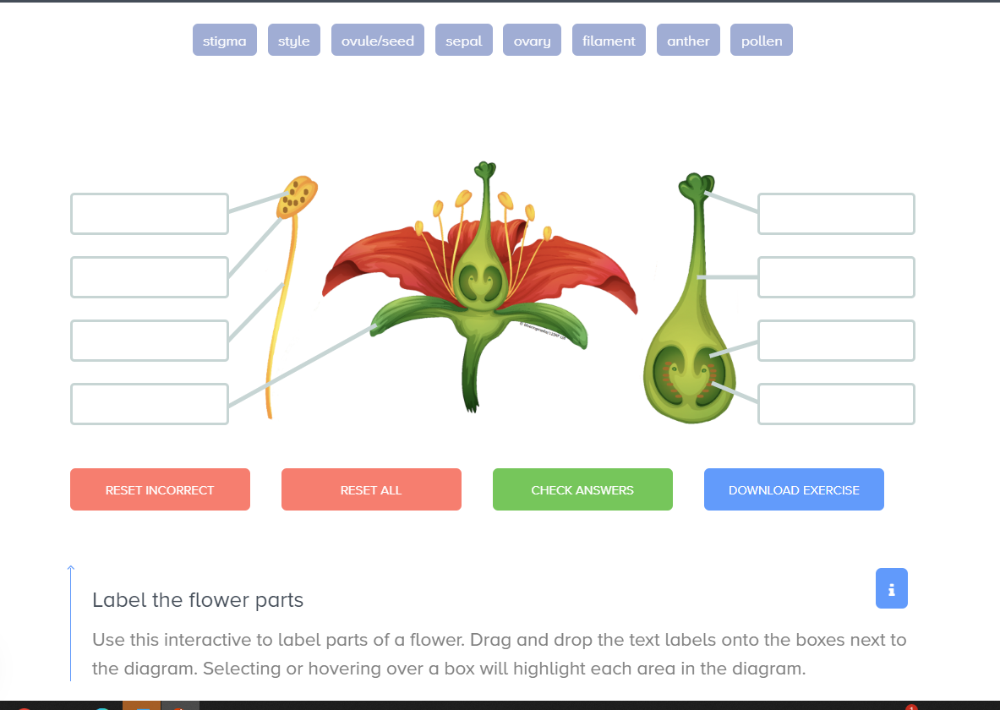 stigma style ovule/seed sepal ovary filament anther pollen
RESET INCORRECT RESET ALL CHECK ANSWERS DOWNLOAD EXERCISE
Label the flower parts
i
Use this interactive to label parts of a flower. Drag and drop the text labels onto the boxes next to
the diagram. Selecting or hovering over a box will highlight each area in the diagram.
1